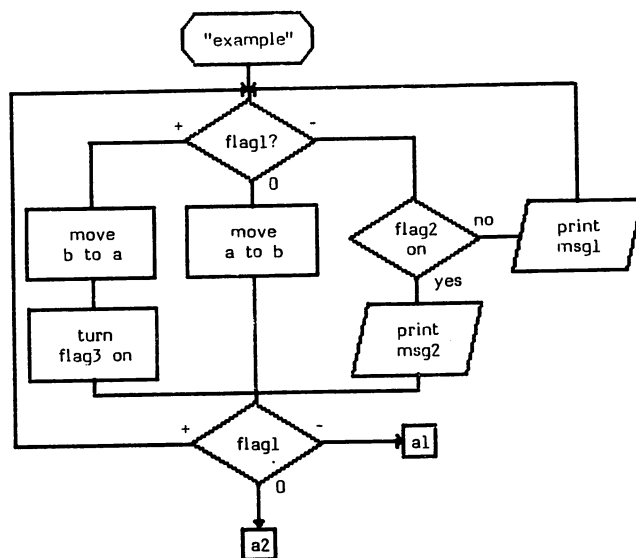 "example"
+
flag1?
-
0
move
b to a
move
a to b
flag2
on
no
print
msg1
yes
turn
flag3 on
print
msg2
+
flag1
-
a1
0
a2